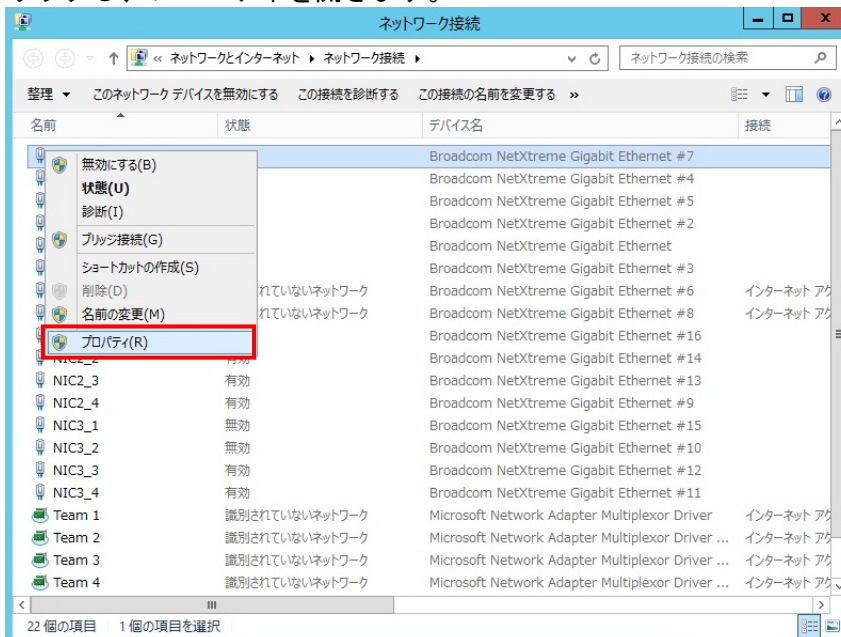 ネットワーク接続
« ネットワークとインターネット ▸ ネットワーク接続 ▸
ネットワーク接続の検索
整理 このネットワーク デバイスを無効にする この接続を診断する この接続の名前を変更する »
名前 状態 デバイス名 接続
Broadcom NetXtreme Gigabit Ethernet #7
無効にする(B)
Broadcom NetXtreme Gigabit Ethernet #4
状態(U)
Broadcom NetXtreme Gigabit Ethernet #5
診断(I)
Broadcom NetXtreme Gigabit Ethernet #2
ブリッジ接続(G)
Broadcom NetXtreme Gigabit Ethernet
ショートカットの作成(S)
Broadcom NetXtreme Gigabit Ethernet #3
削除(D) れていないネットワーク Broadcom NetXtreme Gigabit Ethernet #6 インターネット アク
名前の変更(M) れていないネットワーク Broadcom NetXtreme Gigabit Ethernet #8 インターネット アク
プロパティ(R)
Broadcom NetXtreme Gigabit Ethernet #16
NIC2_2 有効 Broadcom NetXtreme Gigabit Ethernet #14
NIC2_3 有効 Broadcom NetXtreme Gigabit Ethernet #13
NIC2_4 有効 Broadcom NetXtreme Gigabit Ethernet #9
NIC3_1 無効 Broadcom NetXtreme Gigabit Ethernet #15
NIC3_2 無効 Broadcom NetXtreme Gigabit Ethernet #10
NIC3_3 有効 Broadcom NetXtreme Gigabit Ethernet #12
NIC3_4 有効 Broadcom NetXtreme Gigabit Ethernet #11
Team 1 識別されていないネットワーク Microsoft Network Adapter Multiplexor Driver インターネット アク
Team 2 識別されていないネットワーク Microsoft Network Adapter Multiplexor Driver ... インターネット アク
Team 3 識別されていないネットワーク Microsoft Network Adapter Multiplexor Driver ... インターネット アク
Team 4 識別されていないネットワーク Microsoft Network Adapter Multiplexor Driver ... インターネット アク
22 個の項目 1 個の項目を選択